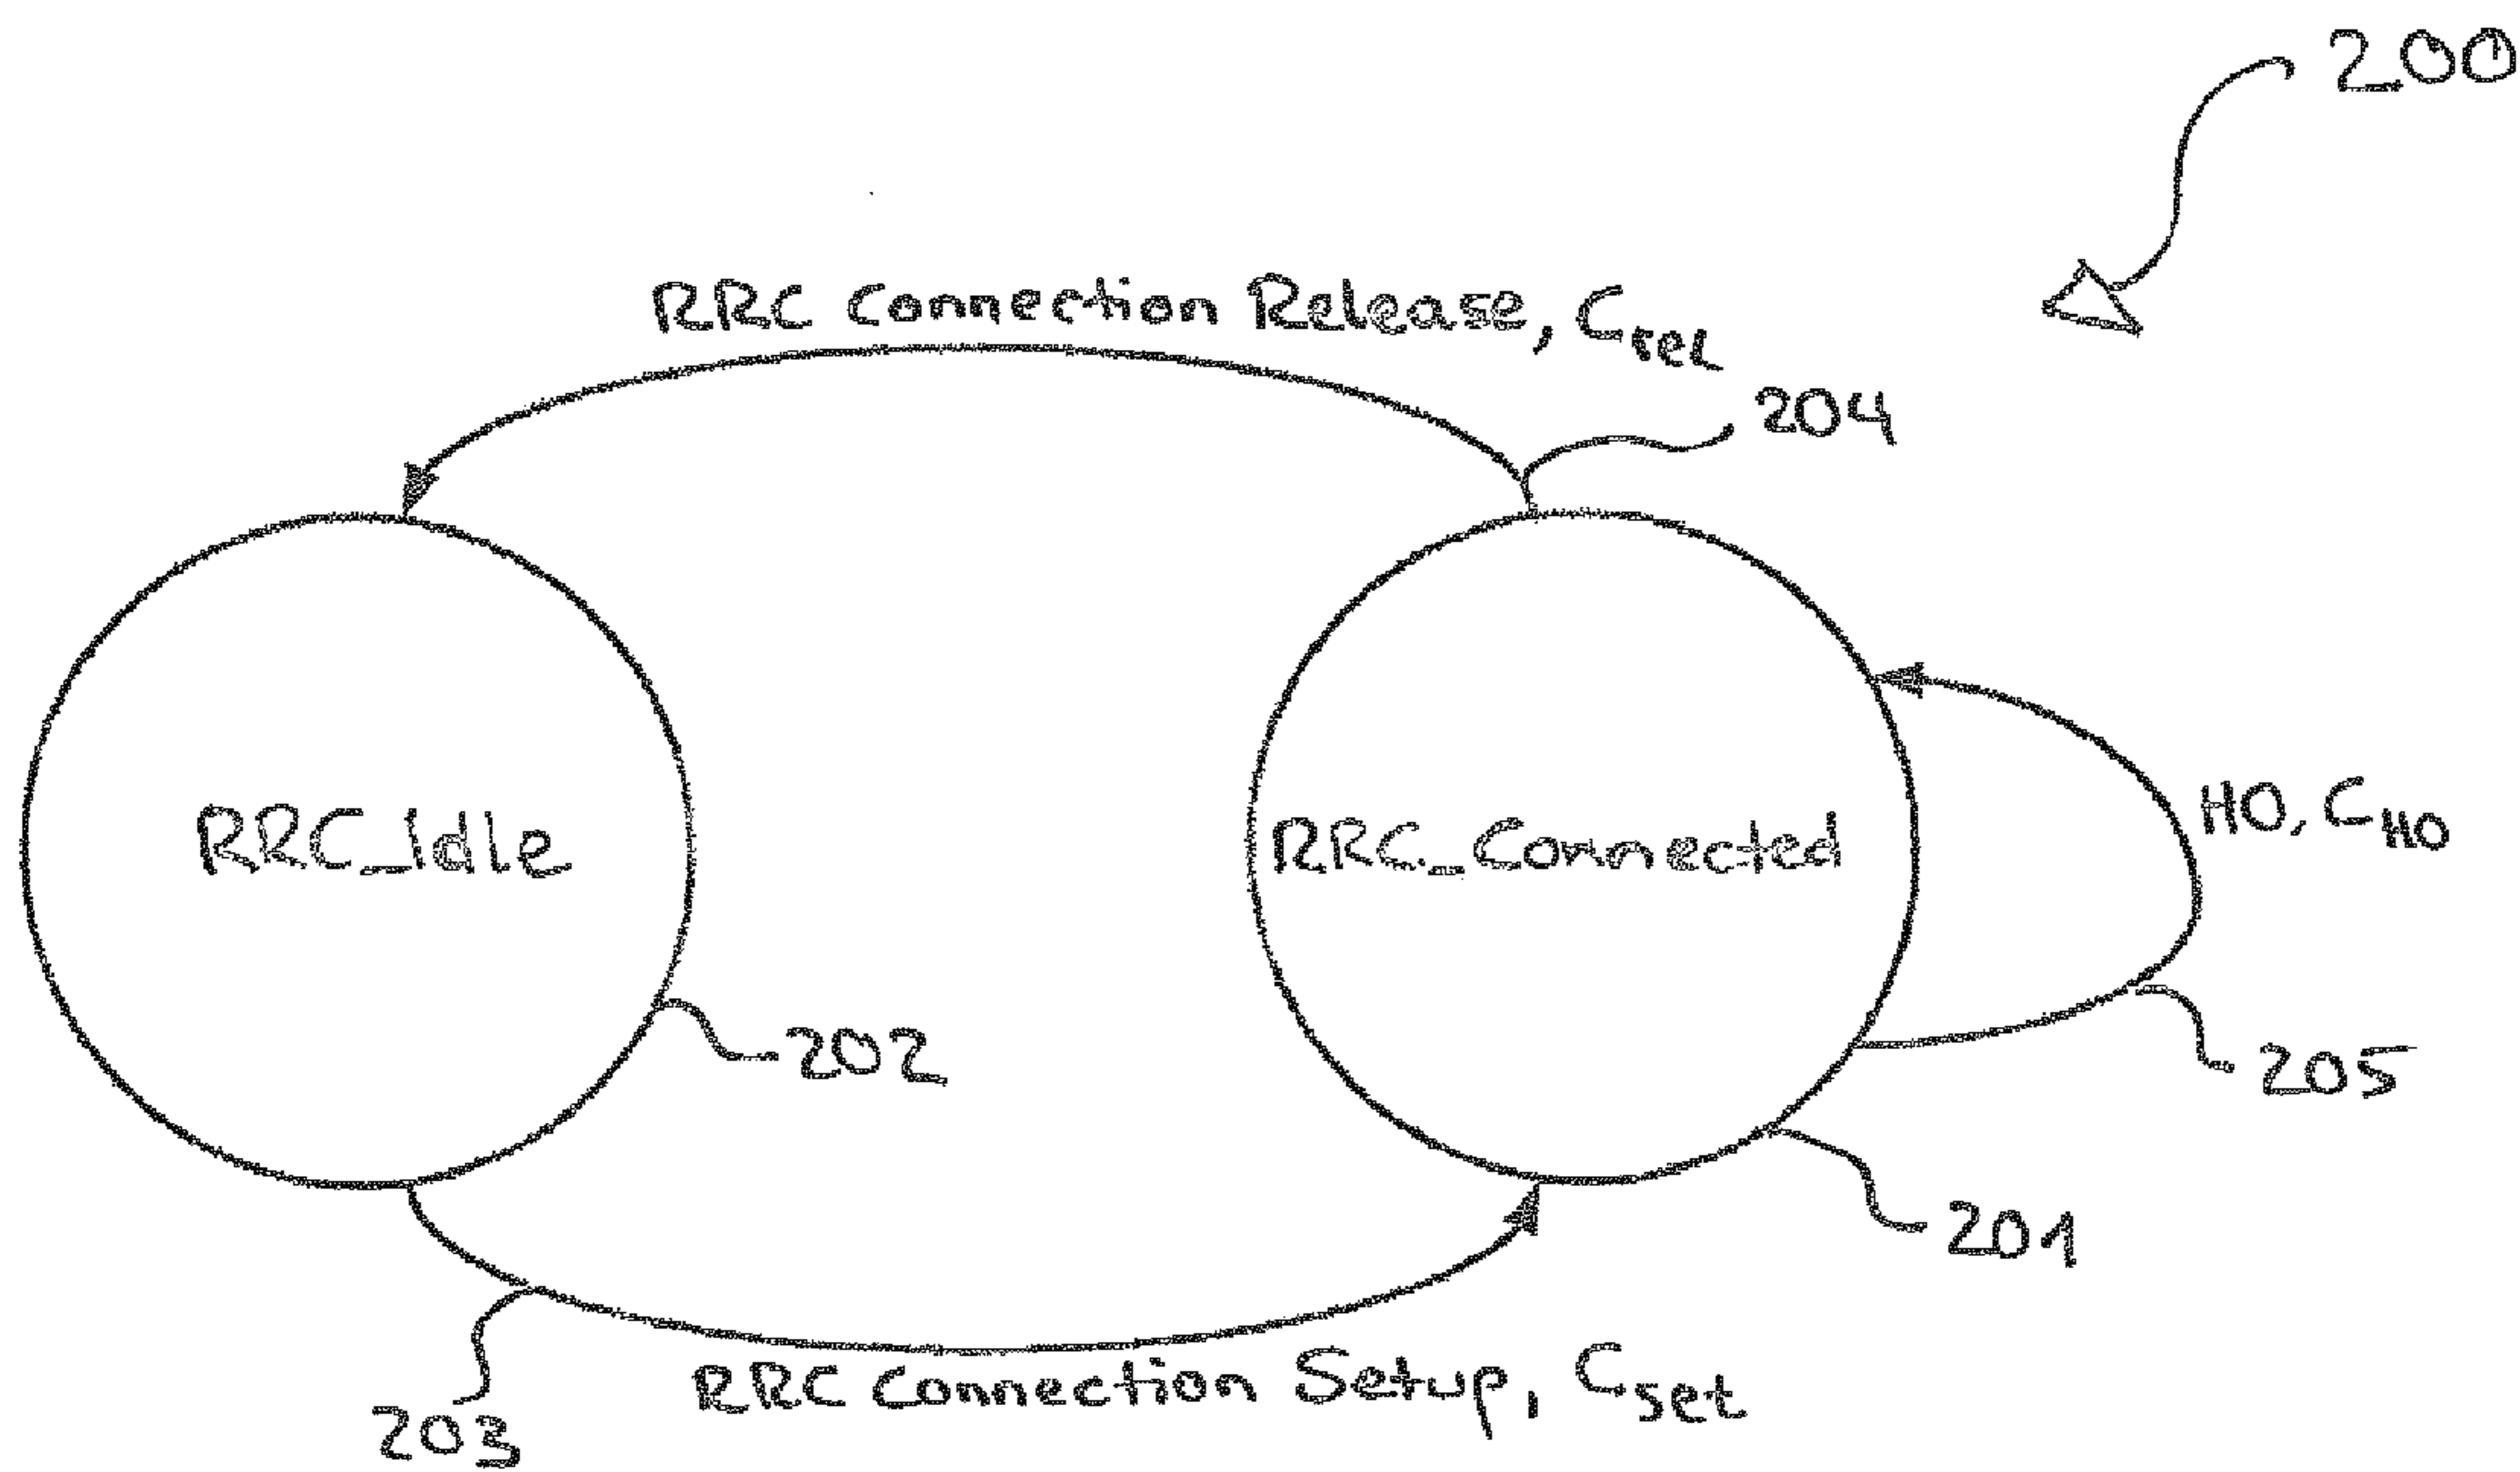 200
RRC Connection Release, Crel
204
RRC_Idle
RRC_Connected
HO, CHO
202
205
201
203
RRC Connection Setup, Cset